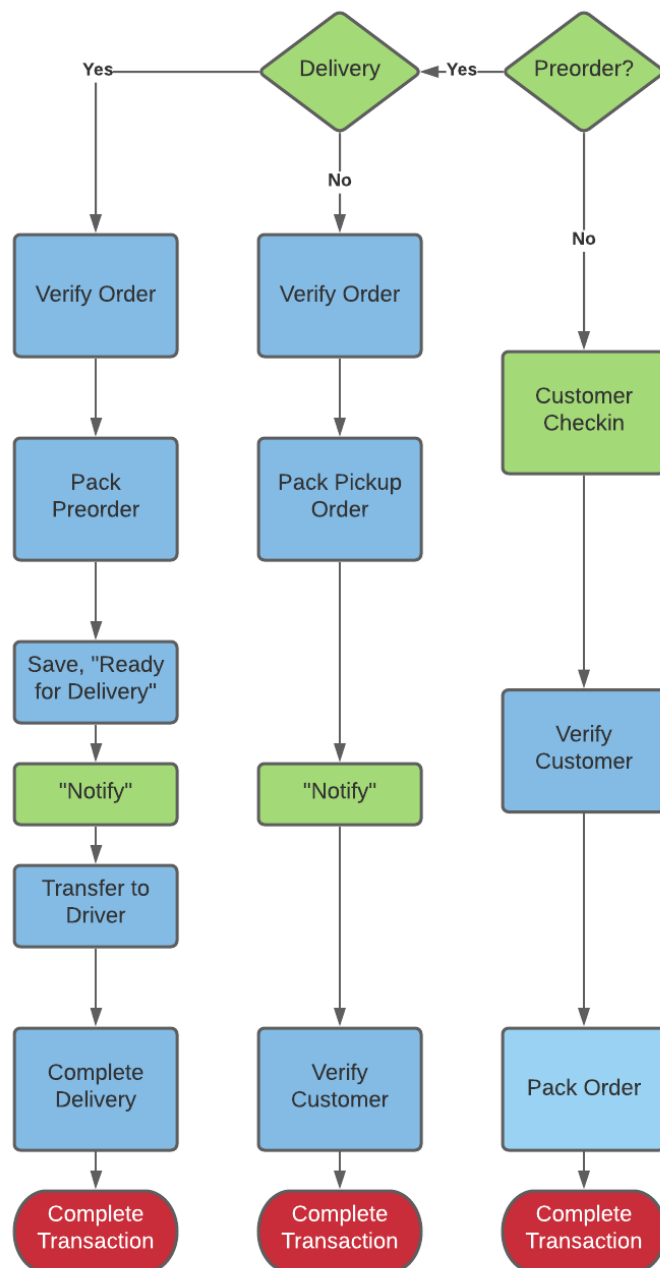 Delivery
Preorder?
Yes
Yes
No
No
Verify Order
Verify Order
Customer
Checkin
Pack
Preorder
Pack Pickup
Order
Save, "Ready
for Delivery"
Verify
Customer
"Notify"
"Notify"
Transfer to
Driver
Complete
Delivery
Verify
Customer
Pack Order
Complete
Transaction
Complete
Transaction
Complete
Transaction